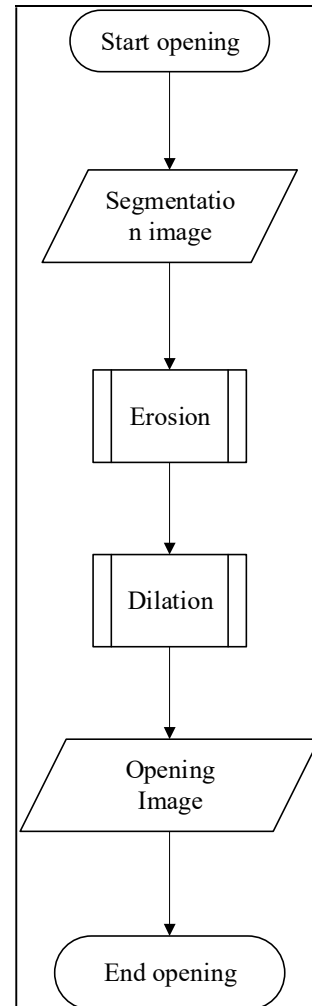 Start opening
Segmentatio
n image
Erosion
Dilation
Opening
Image
End opening